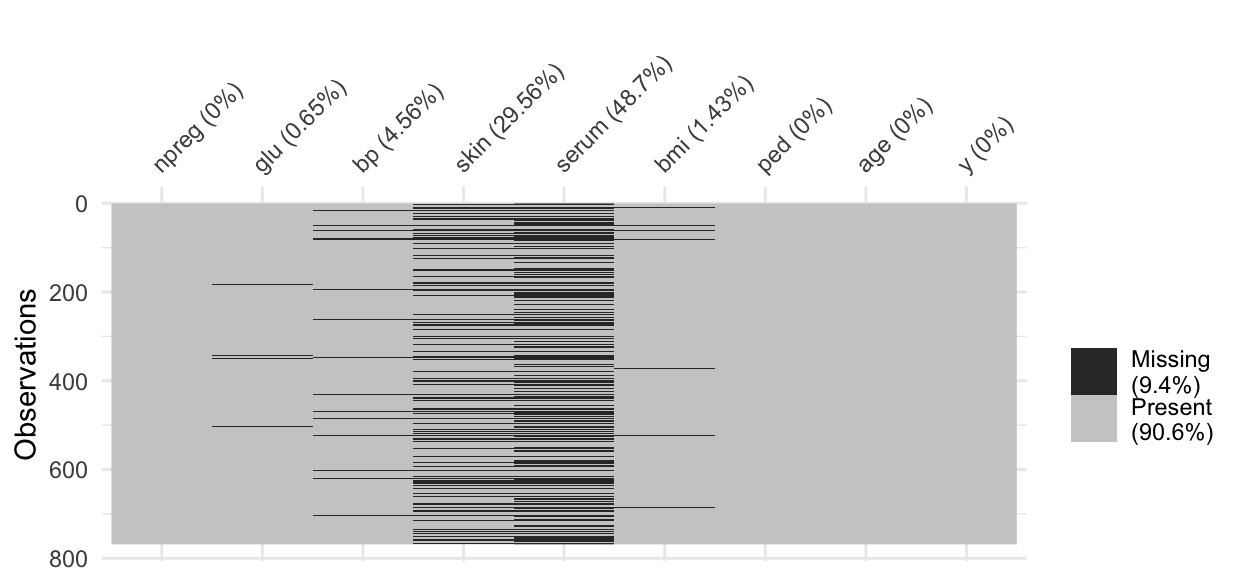 npreg (0%)
glu (0.65%)
bp (4.56%)
skin (29.56%)
serum (48.7%)
bmi (1.43%)
ped (0%)
age (0%)
y (0%)
0
200
400
600
800
Observations
Missing
(9.4%)
Present
(90.6%)